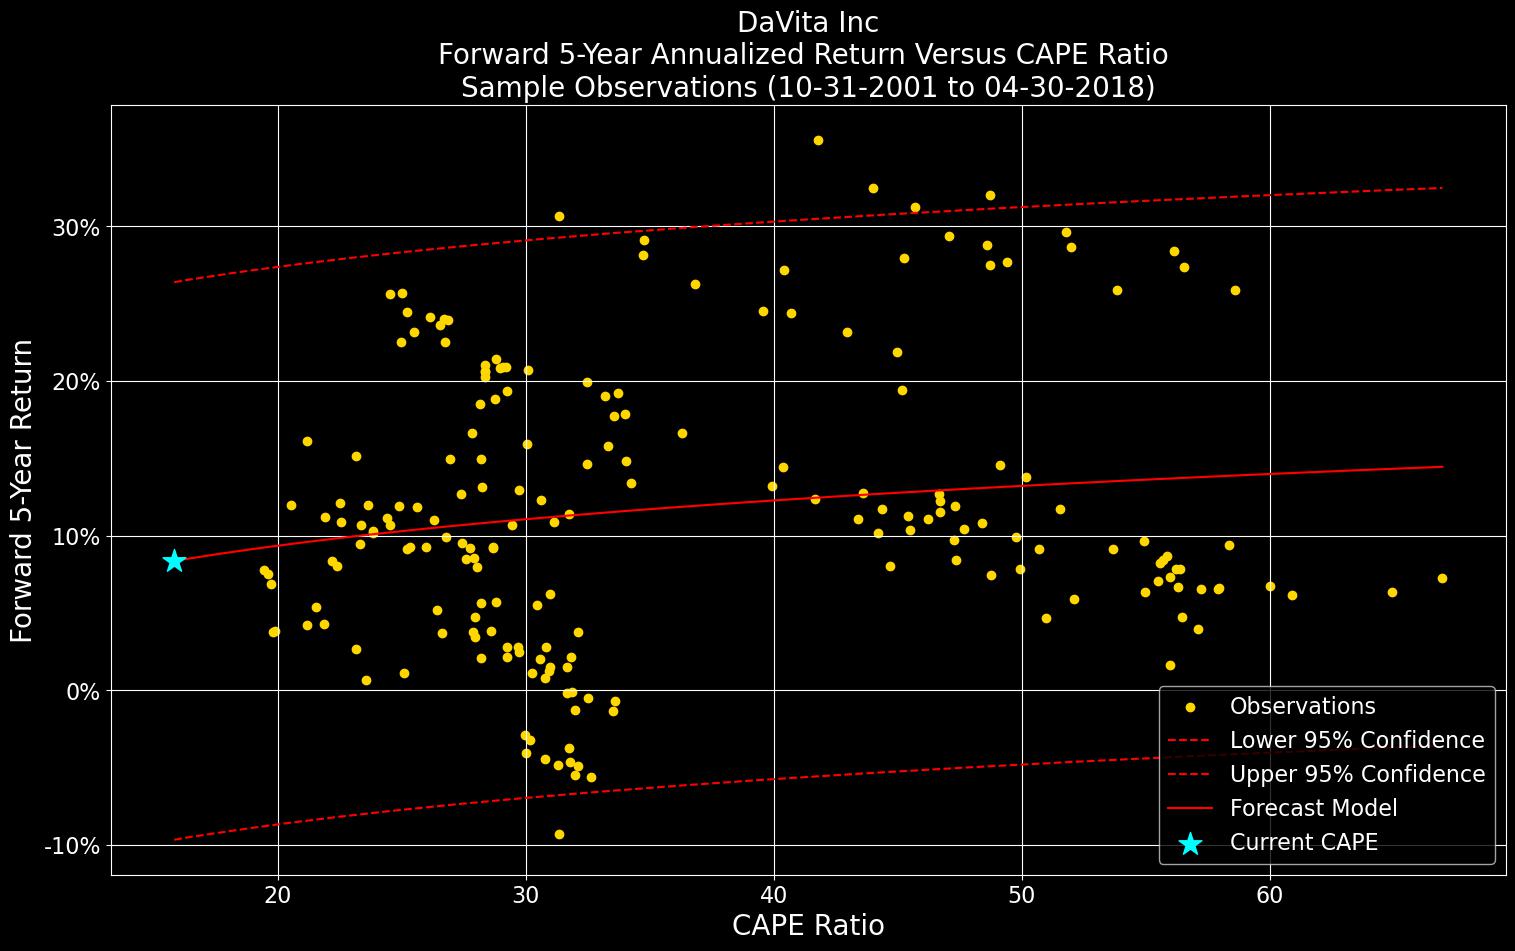 DaVita Inc
Forward 5-Year Annualized Return Versus CAPE Ratio
Sample Observations (10-31-2001 to 04-30-2018)
Forward 5-Year Return
30%
20%
10%
0%
-10%
20
30
40
50
60
CAPE Ratio
Observations
Lower 95% Confidence
Upper 95% Confidence
Forecast Model
Current CAPE